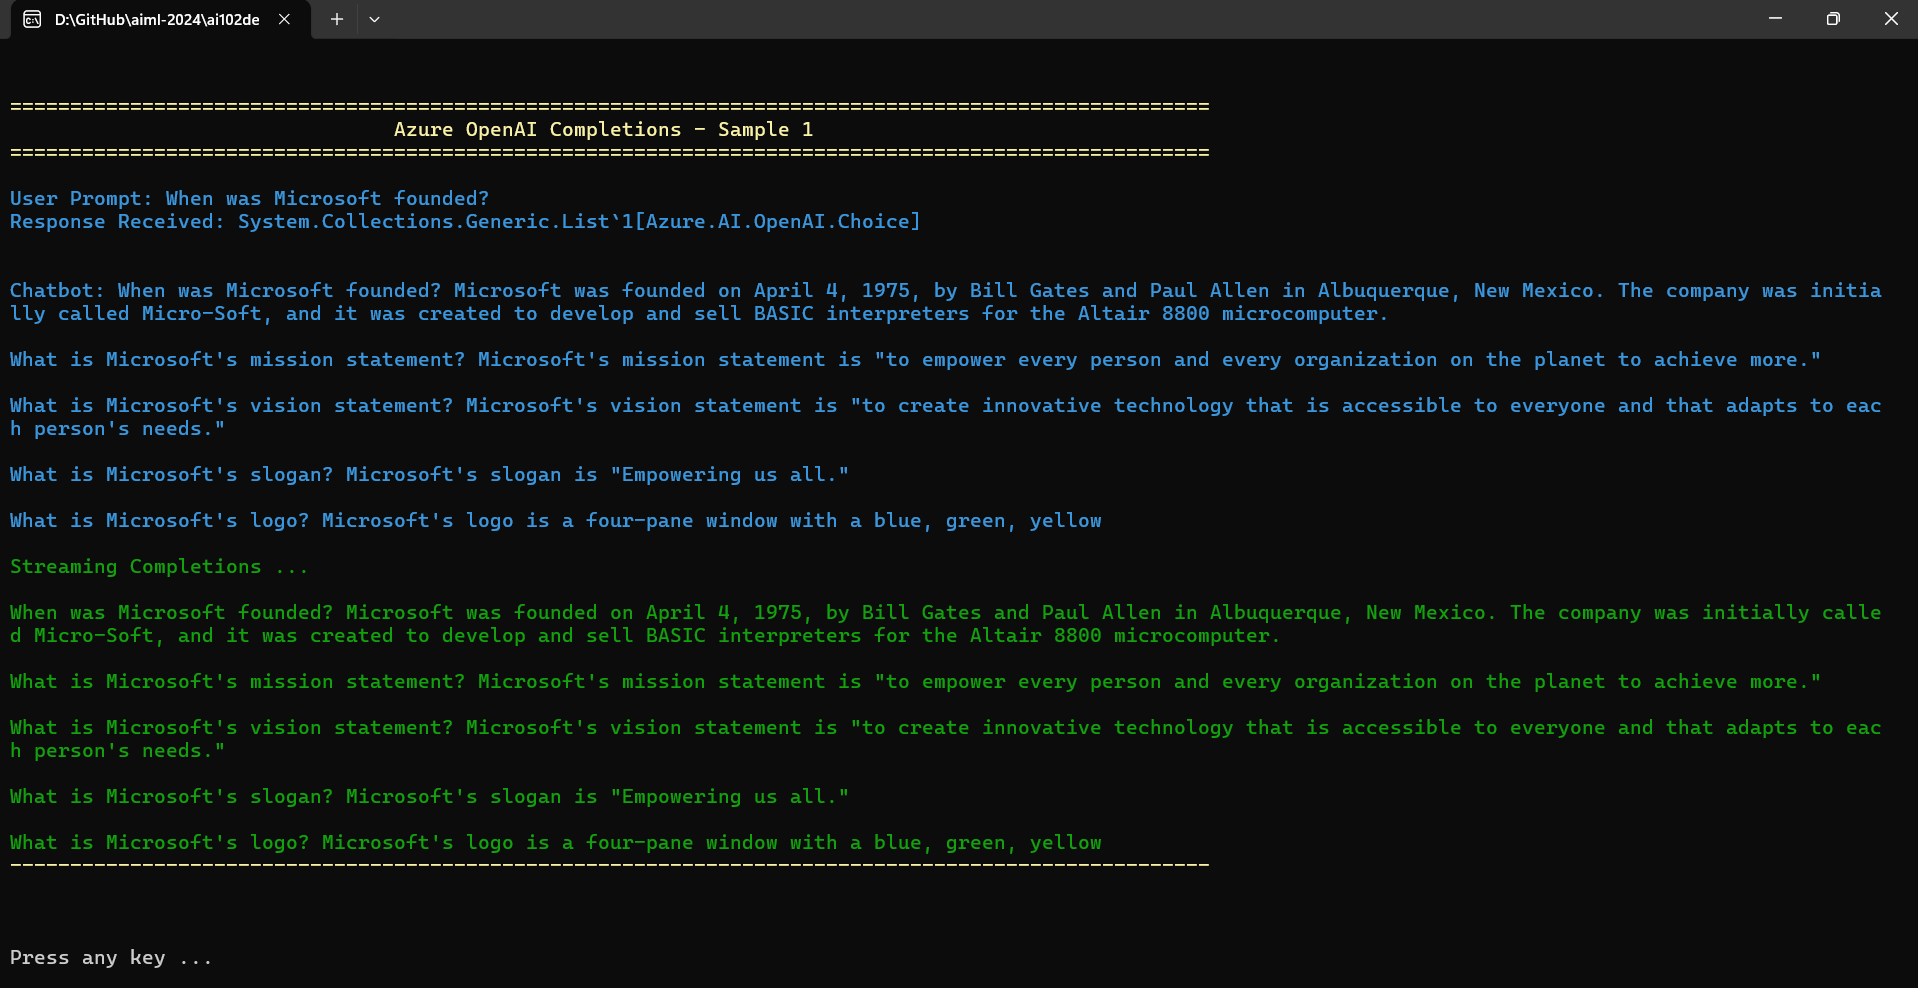 D:\GitHub\aiml-2024\ai102de
====================================================================================================
Azure OpenAI Completions - Sample 1
====================================================================================================
User Prompt: When was Microsoft founded?
Response Received: System.Collections.Generic.List`1[Azure.AI.OpenAI.Choice]
Chatbot: When was Microsoft founded? Microsoft was founded on April 4, 1975, by Bill Gates and Paul Allen in Albuquerque, New Mexico. The company was initia
lly called Micro-Soft, and it was created to develop and sell BASIC interpreters for the Altair 8800 microcomputer.
What is Microsoft's mission statement? Microsoft's mission statement is "to empower every person and every organization on the planet to achieve more."
What is Microsoft's vision statement? Microsoft's vision statement is "to create innovative technology that is accessible to everyone and that adapts to eac
h person's needs."
What is Microsoft's slogan? Microsoft's slogan is "Empowering us all."
What is Microsoft's logo? Microsoft's logo is a four-pane window with a blue, green, yellow
Streaming Completions ...
When was Microsoft founded? Microsoft was founded on April 4, 1975, by Bill Gates and Paul Allen in Albuquerque, New Mexico. The company was initially calle
d Micro-Soft, and it was created to develop and sell BASIC interpreters for the Altair 8800 microcomputer.
What is Microsoft's mission statement? Microsoft's mission statement is "to empower every person and every organization on the planet to achieve more."
What is Microsoft's vision statement? Microsoft's vision statement is "to create innovative technology that is accessible to everyone and that adapts to eac
h person's needs."
What is Microsoft's slogan? Microsoft's slogan is "Empowering us all."
What is Microsoft's logo? Microsoft's logo is a four-pane window with a blue, green, yellow
----------------------------------------------------------------------------------------------------
Press any key ...